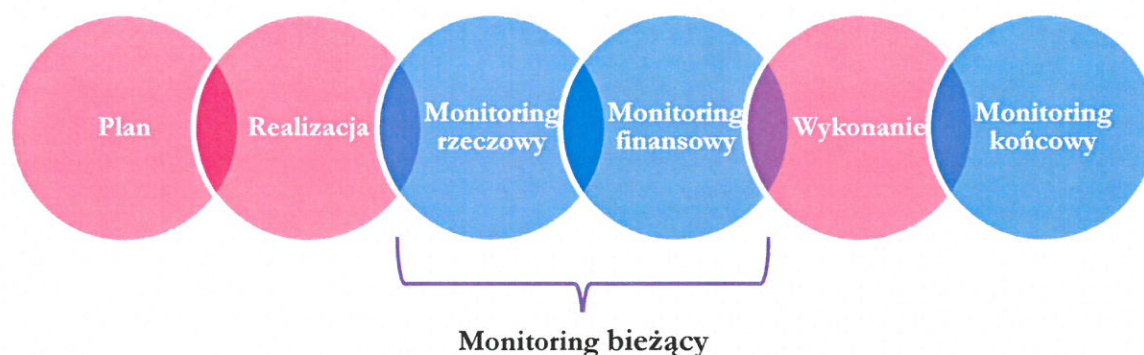 Plan
Realizacja
Monitoring
rzeczowy
Monitoring
finansowy
Wykonanie
Monitoring
końcowy
Monitoring bieżący